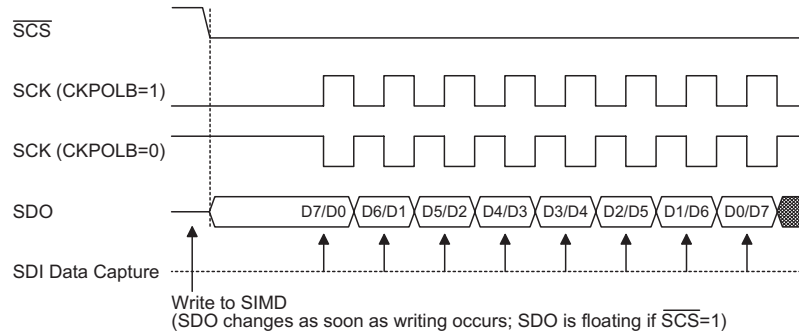 S̅C̅S̅
SCK (CKPOLB=1)
SCK (CKPOLB=0)
SDO D7/D0 D6/D1 D5/D2 D4/D3 D3/D4 D2/D5 D1/D6 D0/D7
SDI Data Capture
Write to SIMD
(SDO changes as soon as writing occurs; SDO is floating if S̅C̅S̅=1)